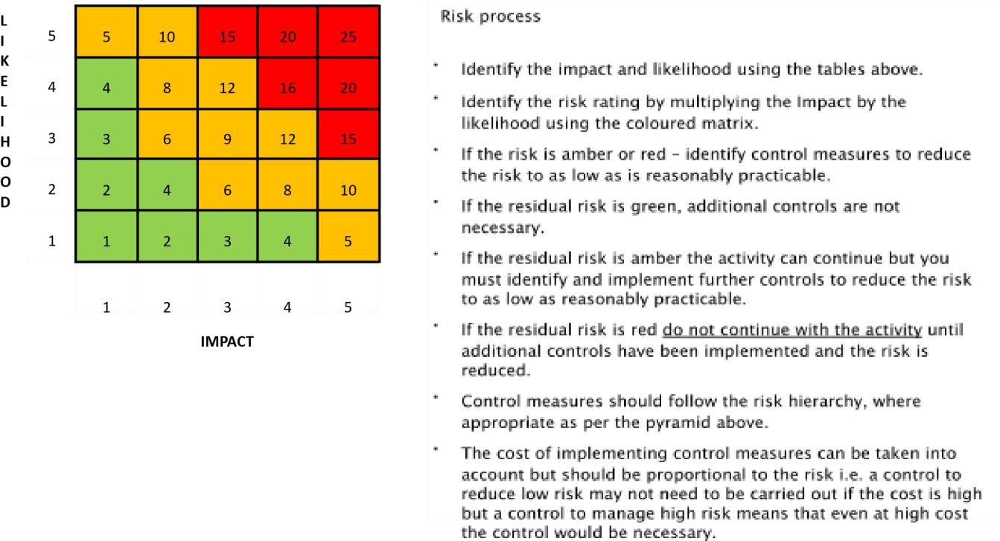 L
I
K
E
L
I
H
O
O
D
5 5 10 15 20 25
4 4 8 12 16 20
3 3 6 9 12 15
2 2 4 6 8 10
1 1 2 3 4 5
1 2 3 4 5
IMPACT
Risk process
• Identify the impact and likelihood using the tables above.
• Identify the risk rating by multiplying the Impact by the
likelihood using the coloured matrix.
• If the risk is amber or red – identify control measures to reduce
the risk to as low as is reasonably practicable.
• If the residual risk is green, additional controls are not
necessary.
• If the residual risk is amber the activity can continue but you
must identify and implement further controls to reduce the risk
to as low as reasonably practicable.
• If the residual risk is red do not continue with the activity until
additional controls have been implemented and the risk is
reduced.
• Control measures should follow the risk hierarchy, where
appropriate as per the pyramid above.
• The cost of implementing control measures can be taken into
account but should be proportional to the risk i.e. a control to
reduce low risk may not need to be carried out if the cost is high
but a control to manage high risk means that even at high cost
the control would be necessary.